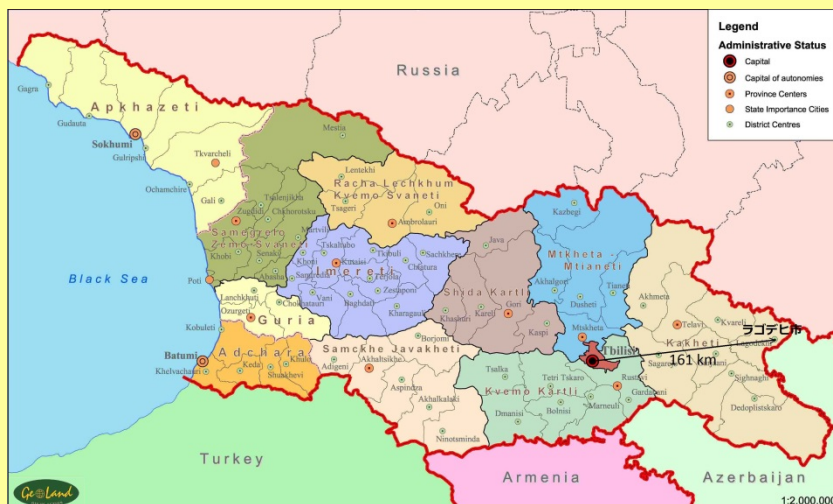 Legend
Administrative Status
Capital
Capital of autonomies
Province Centers
State Importance Cities
District Centres
Russia
Gagra
Apkhazeti
Gudauta
Sokhumi
Gulripshi
Tkvarcheli
Ochamchire
Gali
Mestia
Lentekhi
Racha Lechkhum
Kvemo Svaneti
Tsageri
Oni
Ambrolauri
Kazbegi
Tsalenjikha
Zugdidi
Chkhorotsku
Samegrelo
Zemo Svaneti
Martvili
Khobi
Senaki
Abasha
Poti
Black Sea
Tskaltubo
Kutaisi
Khoni
Imereti
Tkibuli
Sachkhere
Chiatura
Terjola
Samtredia
Vani
Baghdati
Zestaponi
Kharagauli
Java
Shida Kartli
Gori
Kareli
Khashuri
Kaspi
Mtkheta -
Mtianeti
Akhalgori
Tianeti
Dusheti
Mtskheta
Akhmeta
Telavi
Kvareli
ラゴデヒ市
Kakheti
Lagodekhi
Tbilisi
161 km
Sighnaghi
Dedoplistskaro
Lanchkhuti
Ozurgeti
Chokhatauri
Guria
Kobuleti
Adchara
Batumi
Khelvachauri
Keda
Shuakhevi
Khulo
Borjomi
Samckhe Javakheti
Akhaltsikhe
Adigeni
Aspindza
Akhalkalaki
Ninotsminda
Tsalka
Tetri Tskaro
Rustavi
Kvemo Kartli
Gardabani
Marneuli
Bolnisi
Dmanisi
Turkey
Armenia
Azerbaijan
GeoLand
1:2,000,000